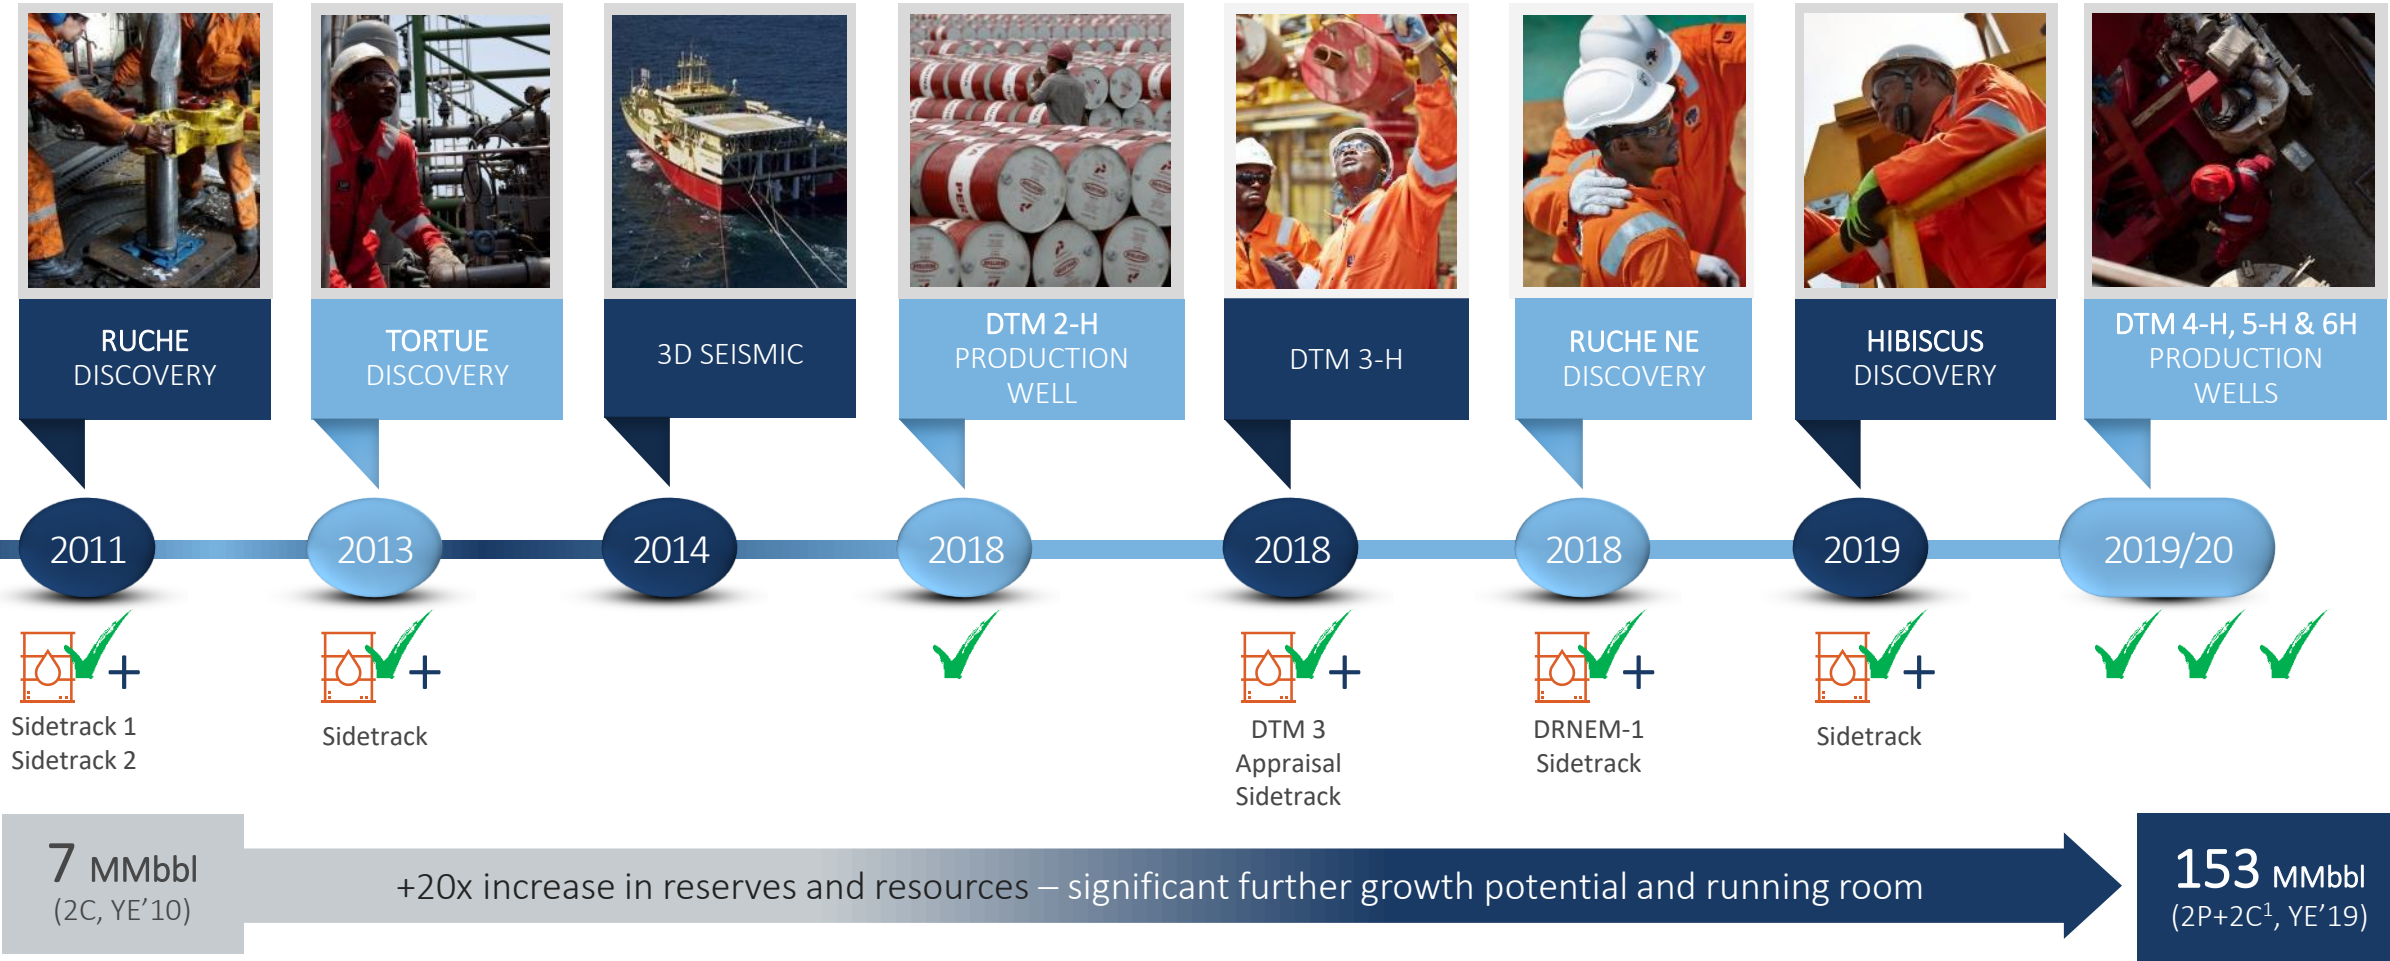 RUCHE
DISCOVERY
TORTUE
DISCOVERY
3D SEISMIC
DTM 2-H
PRODUCTION
WELL
DTM 3-H
RUCHE NE
DISCOVERY
HIBISCUS
DISCOVERY
DTM 4-H, 5-H & 6H
PRODUCTION
WELLS
2011
2013
2014
2018
2018
2018
2019
2019/20
Sidetrack 1
Sidetrack 2
Sidetrack
DTM 3
Appraisal
Sidetrack
DRNEM-1
Sidetrack
Sidetrack
7 MMbbl
(2C, YE’10)
+20x increase in reserves and resources – significant further growth potential and running room
153 MMbbl
(2P+2C¹, YE’19)